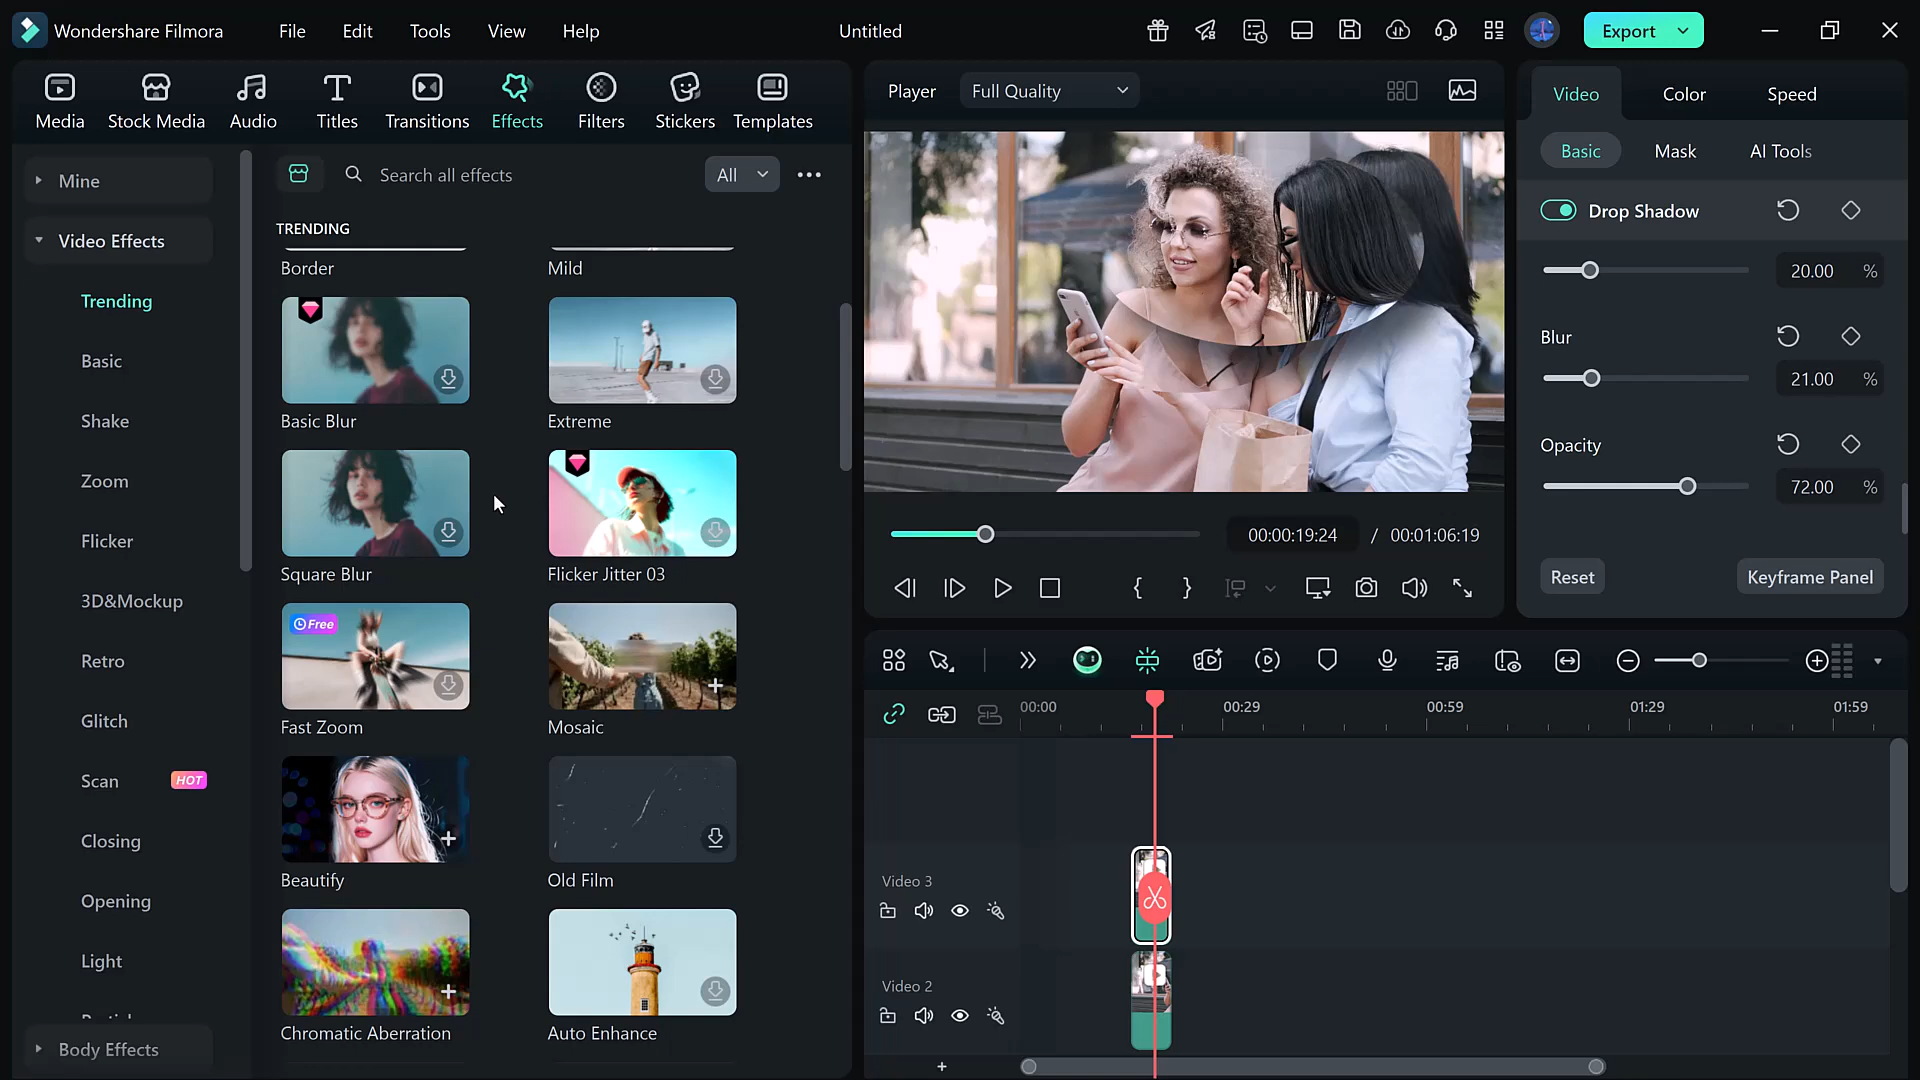 Wondershare Filmora
File
Edit
Tools
View
Help
Untitled
Export
Media
Stock Media
Audio
Titles
Transitions
Effects
Filters
Stickers
Templates
Mine
Video Effects
Trending
Basic
Shake
Zoom
Flicker
3D&Mockup
Retro
Glitch
Scan
HOT
Closing
Opening
Light
Body Effects
Search all effects
All
TRENDING
Border
Mild
Basic Blur
Extreme
Square Blur
Flicker Jitter 03
Free
Fast Zoom
Mosaic
Beautify
Old Film
Chromatic Aberration
Auto Enhance
Player
Full Quality
00:00:19:24 / 00:01:06:19
Video
Color
Speed
Basic
Mask
AI Tools
Drop Shadow
20.00 %
Blur
21.00 %
Opacity
72.00 %
Reset
Keyframe Panel
00:00
00:29
00:59
01:29
01:59
Video 3
Video 2